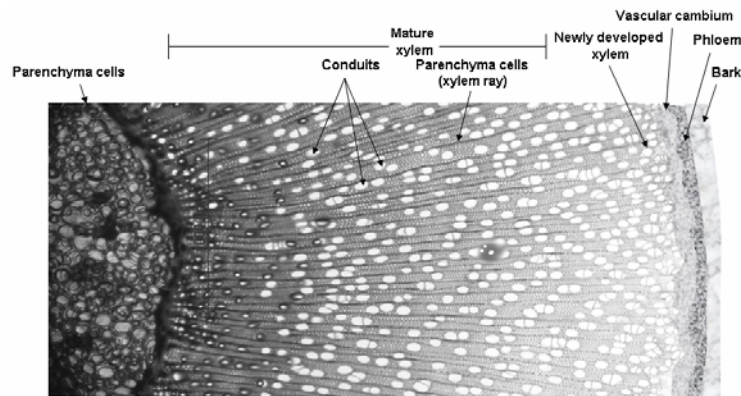 Vascular cambium
Mature
xylem
Newly developed
xylem
Phloem
Parenchyma cells
Conduits
Parenchyma cells
(xylem ray)
Bark